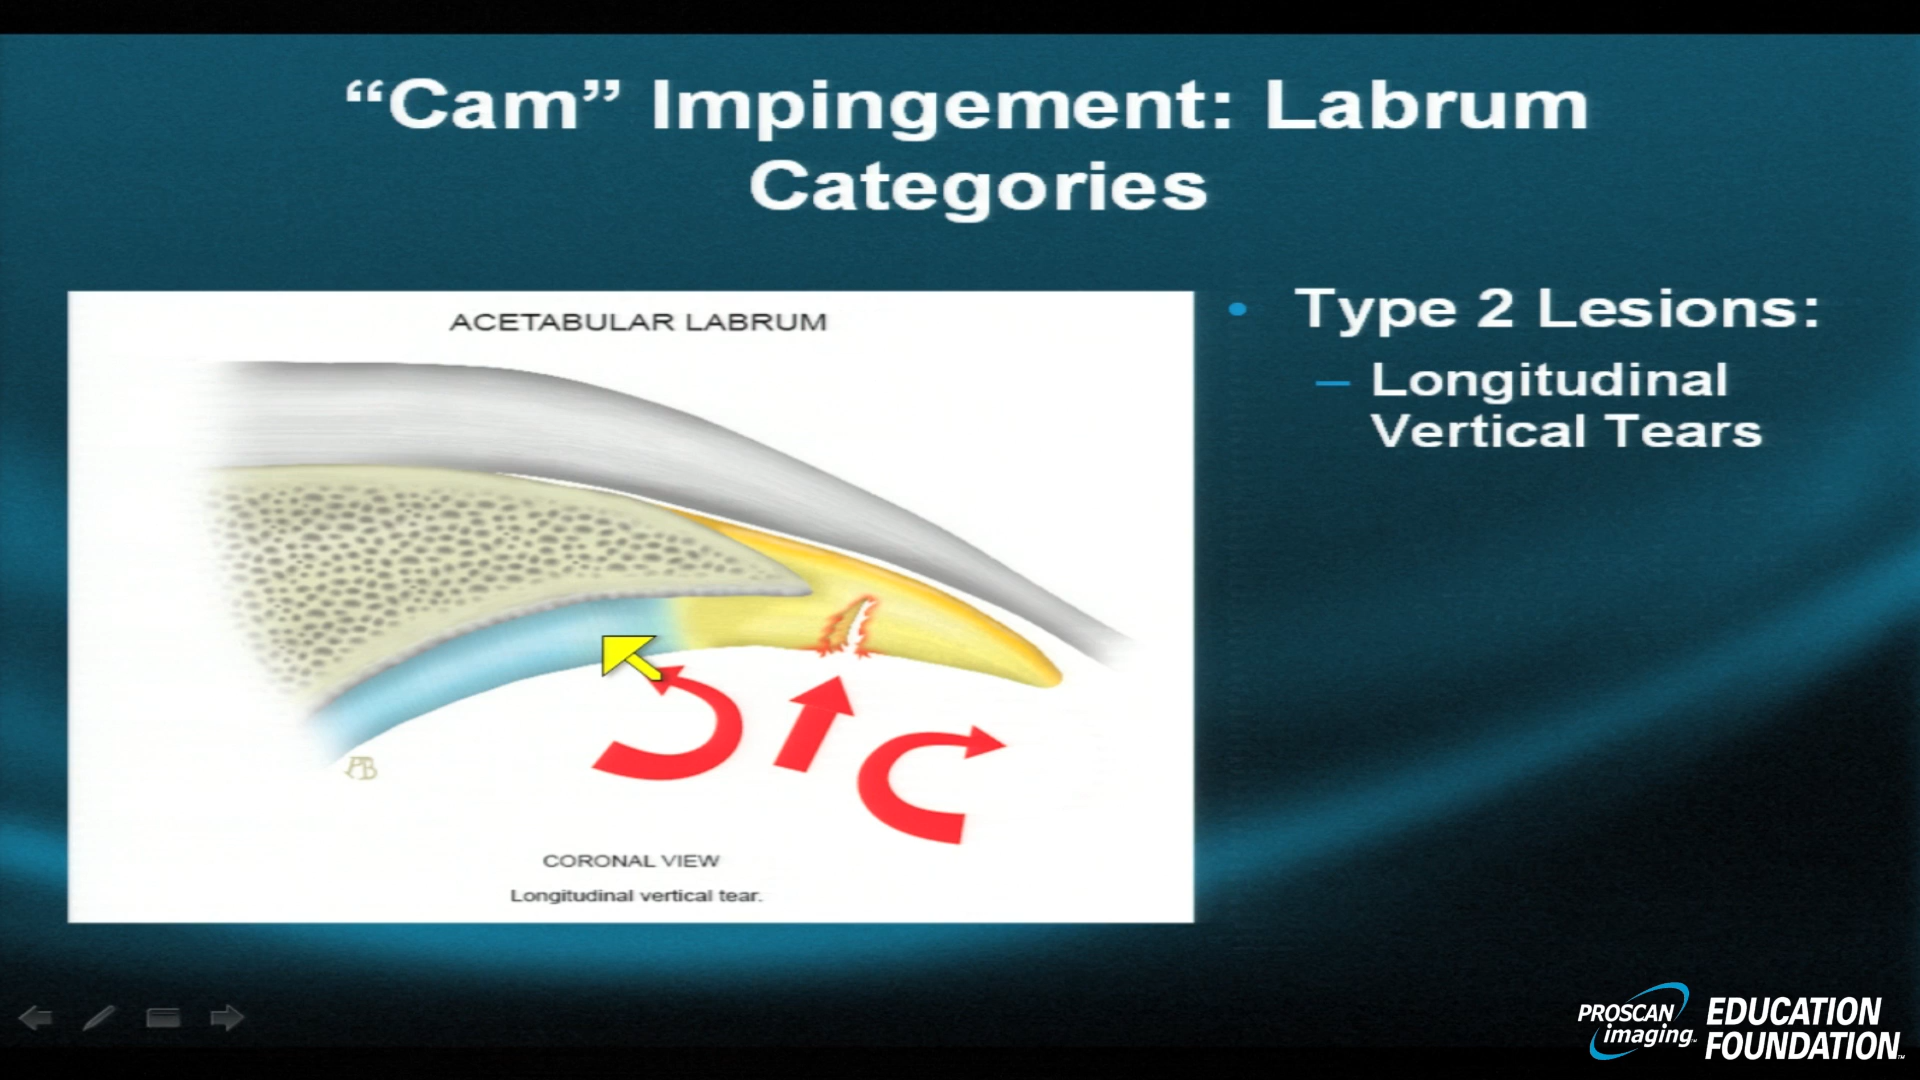 “Cam” Impingement: Labrum
Categories
ACETABULAR LABRUM
• Type 2 Lesions:
– Longitudinal
Vertical Tears
PB
CORONAL VIEW
Longitudinal vertical tear.
PROSCAN
imaging
EDUCATION
FOUNDATION